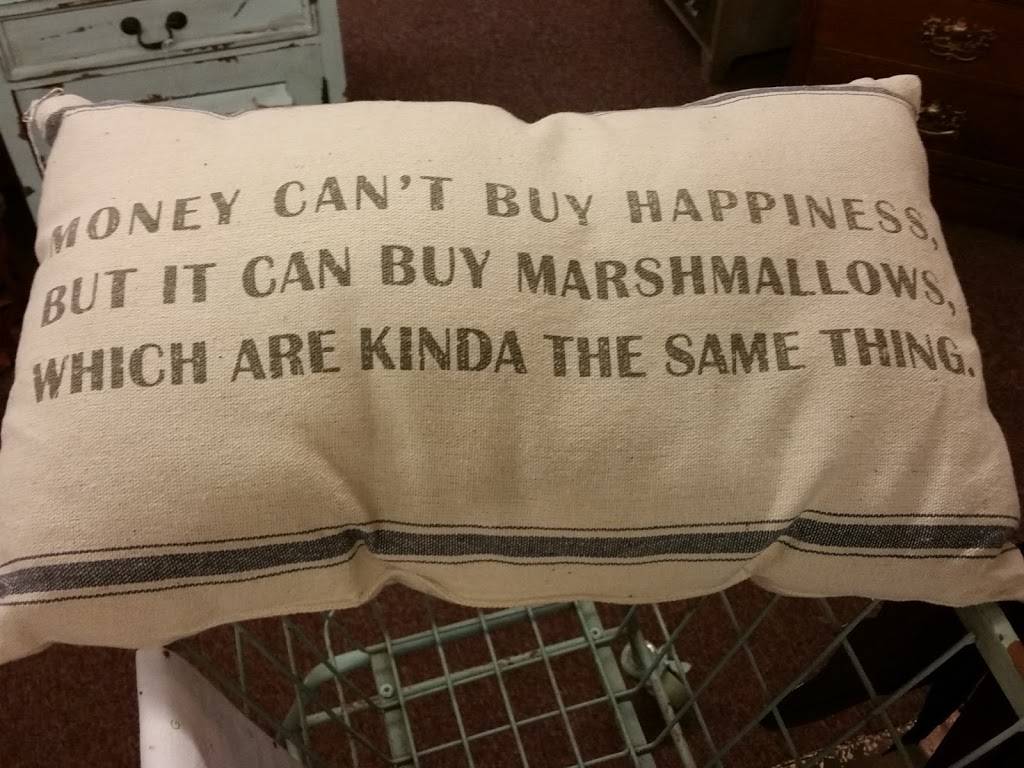 MONEY CAN'T BUY HAPPINESS,
BUT IT CAN BUY MARSHMALLOWS,
WHICH ARE KINDA THE SAME THING.